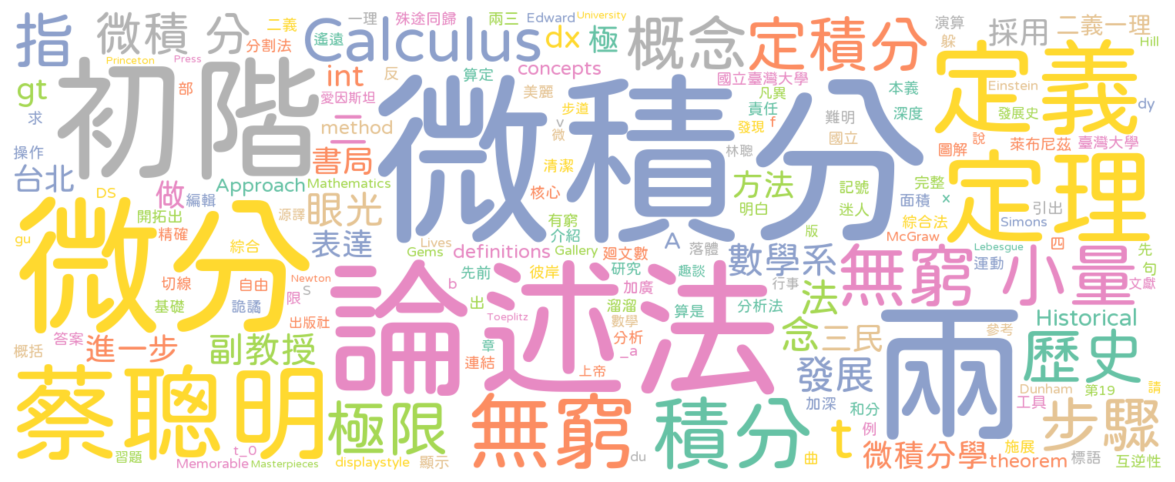 指
微積 分
分割法
一理
二義
遙遠
殊途同歸
兩三
Edward
University
Calculus
dx
極
概念
定積分
採用
演算
躲
二義一理
Hill
Princeton
Press
部
int
反
算定
concepts
美麗
國立臺灣大學
凡異
本義
Einstein
定義
gt
求
初階
愛因斯坦
二
method
步道
v
微
微積分
責任
f
發現
難明
國立
深度
發展史
dy
操作
台北
書局
林聰
圖解
說
萊布尼茲
臺灣大學
DS
編輯
做
Approach
Mathematics
清潔
核心
方法
明白
記號
面積
完整
x
迷人
引出
定理
gu
微分
開拓出
精確
源譯
眼光
表達
Lives
Gems
definitions
有窮
介紹
Gallery
A
版
落體
迴文數
綜合法
McGraw
Simons
Lebesgue
四
先
句
綜合
切線
自由
Newton
基礎
詭譎
限
S
出版社
b
論述法
先前
出
彼岸
研究
趣談
加廣
數學系
行事
法
無窮小量
運動
文獻
答案
概括
進一步
副教授
Toeplitz
章
連結
溜溜
數學
分析
_a
上帝
算是
分析法
念
三民
兩
Historical
參考
歷史
蔡聰明
習題
極限
t_0
Memorable
Masterpieces
displaystyle
顯示
無窮
du
積分
發展
加深
和分
例
t
曲
施展
微積分學
theorem
Dunham
工具
第19
請
步驟
標語
互逆性